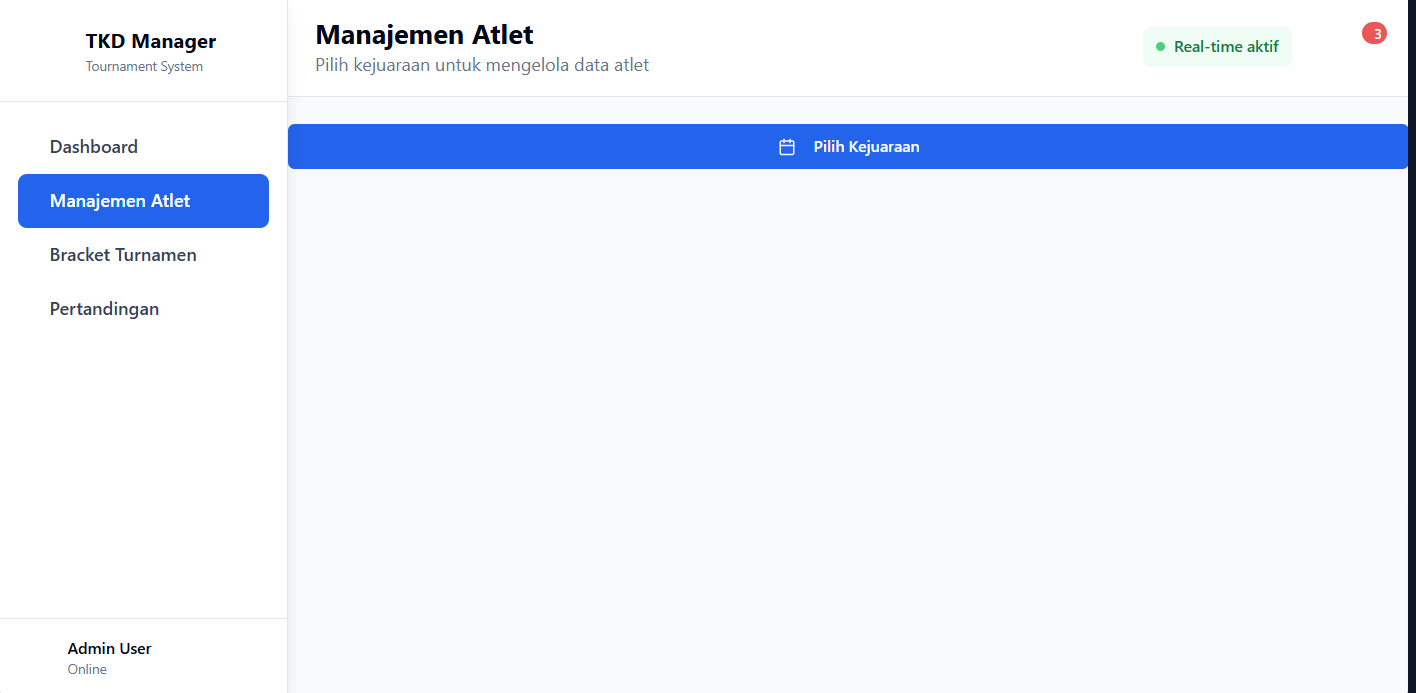 TKD Manager
Tournament System
Dashboard
Manajemen Atlet
Bracket Turnamen
Pertandingan
Admin User
Online
Manajemen Atlet
Pilih kejuaraan untuk mengelola data atlet
Real-time aktif
3
Pilih Kejuaraan